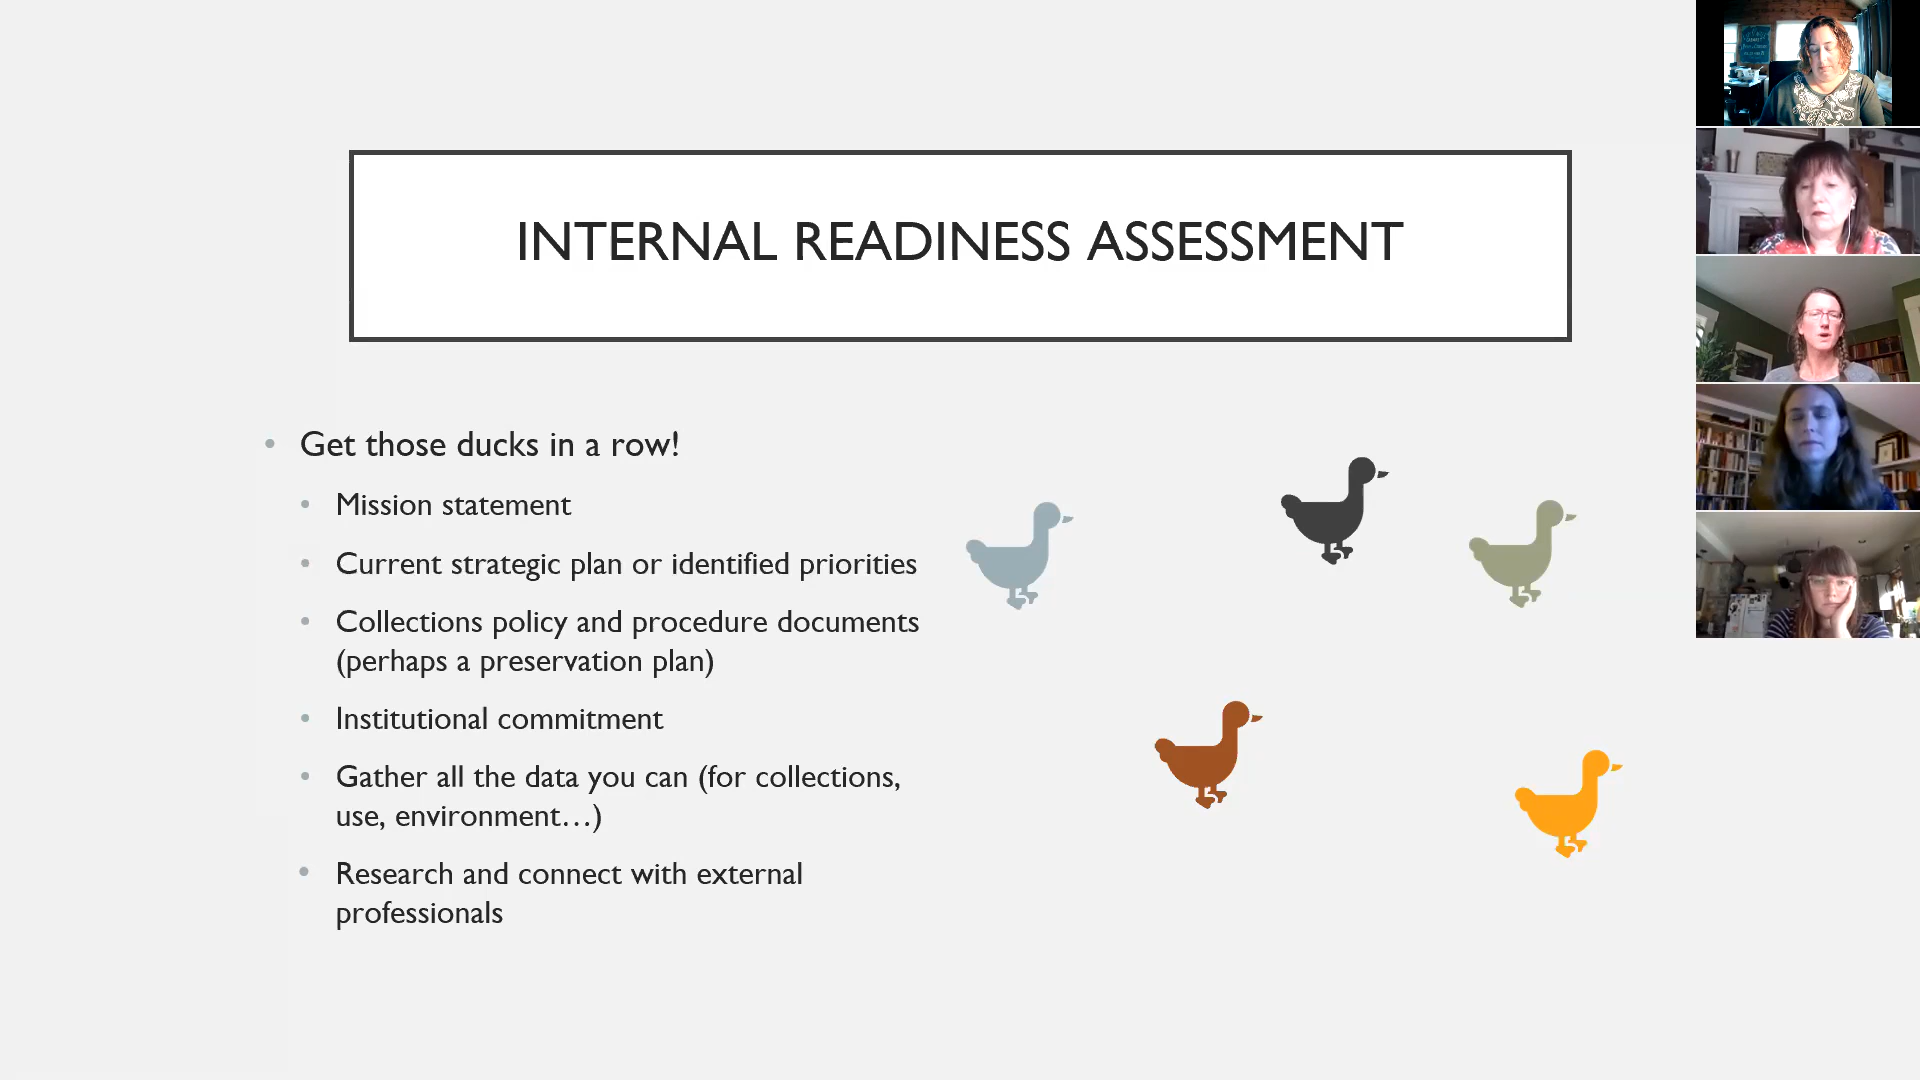 INTERNAL READINESS ASSESSMENT
• Get those ducks in a row!
• Mission statement
• Current strategic plan or identified priorities
• Collections policy and procedure documents
(perhaps a preservation plan)
• Institutional commitment
• Gather all the data you can (for collections,
use, environment…)
• Research and connect with external
professionals